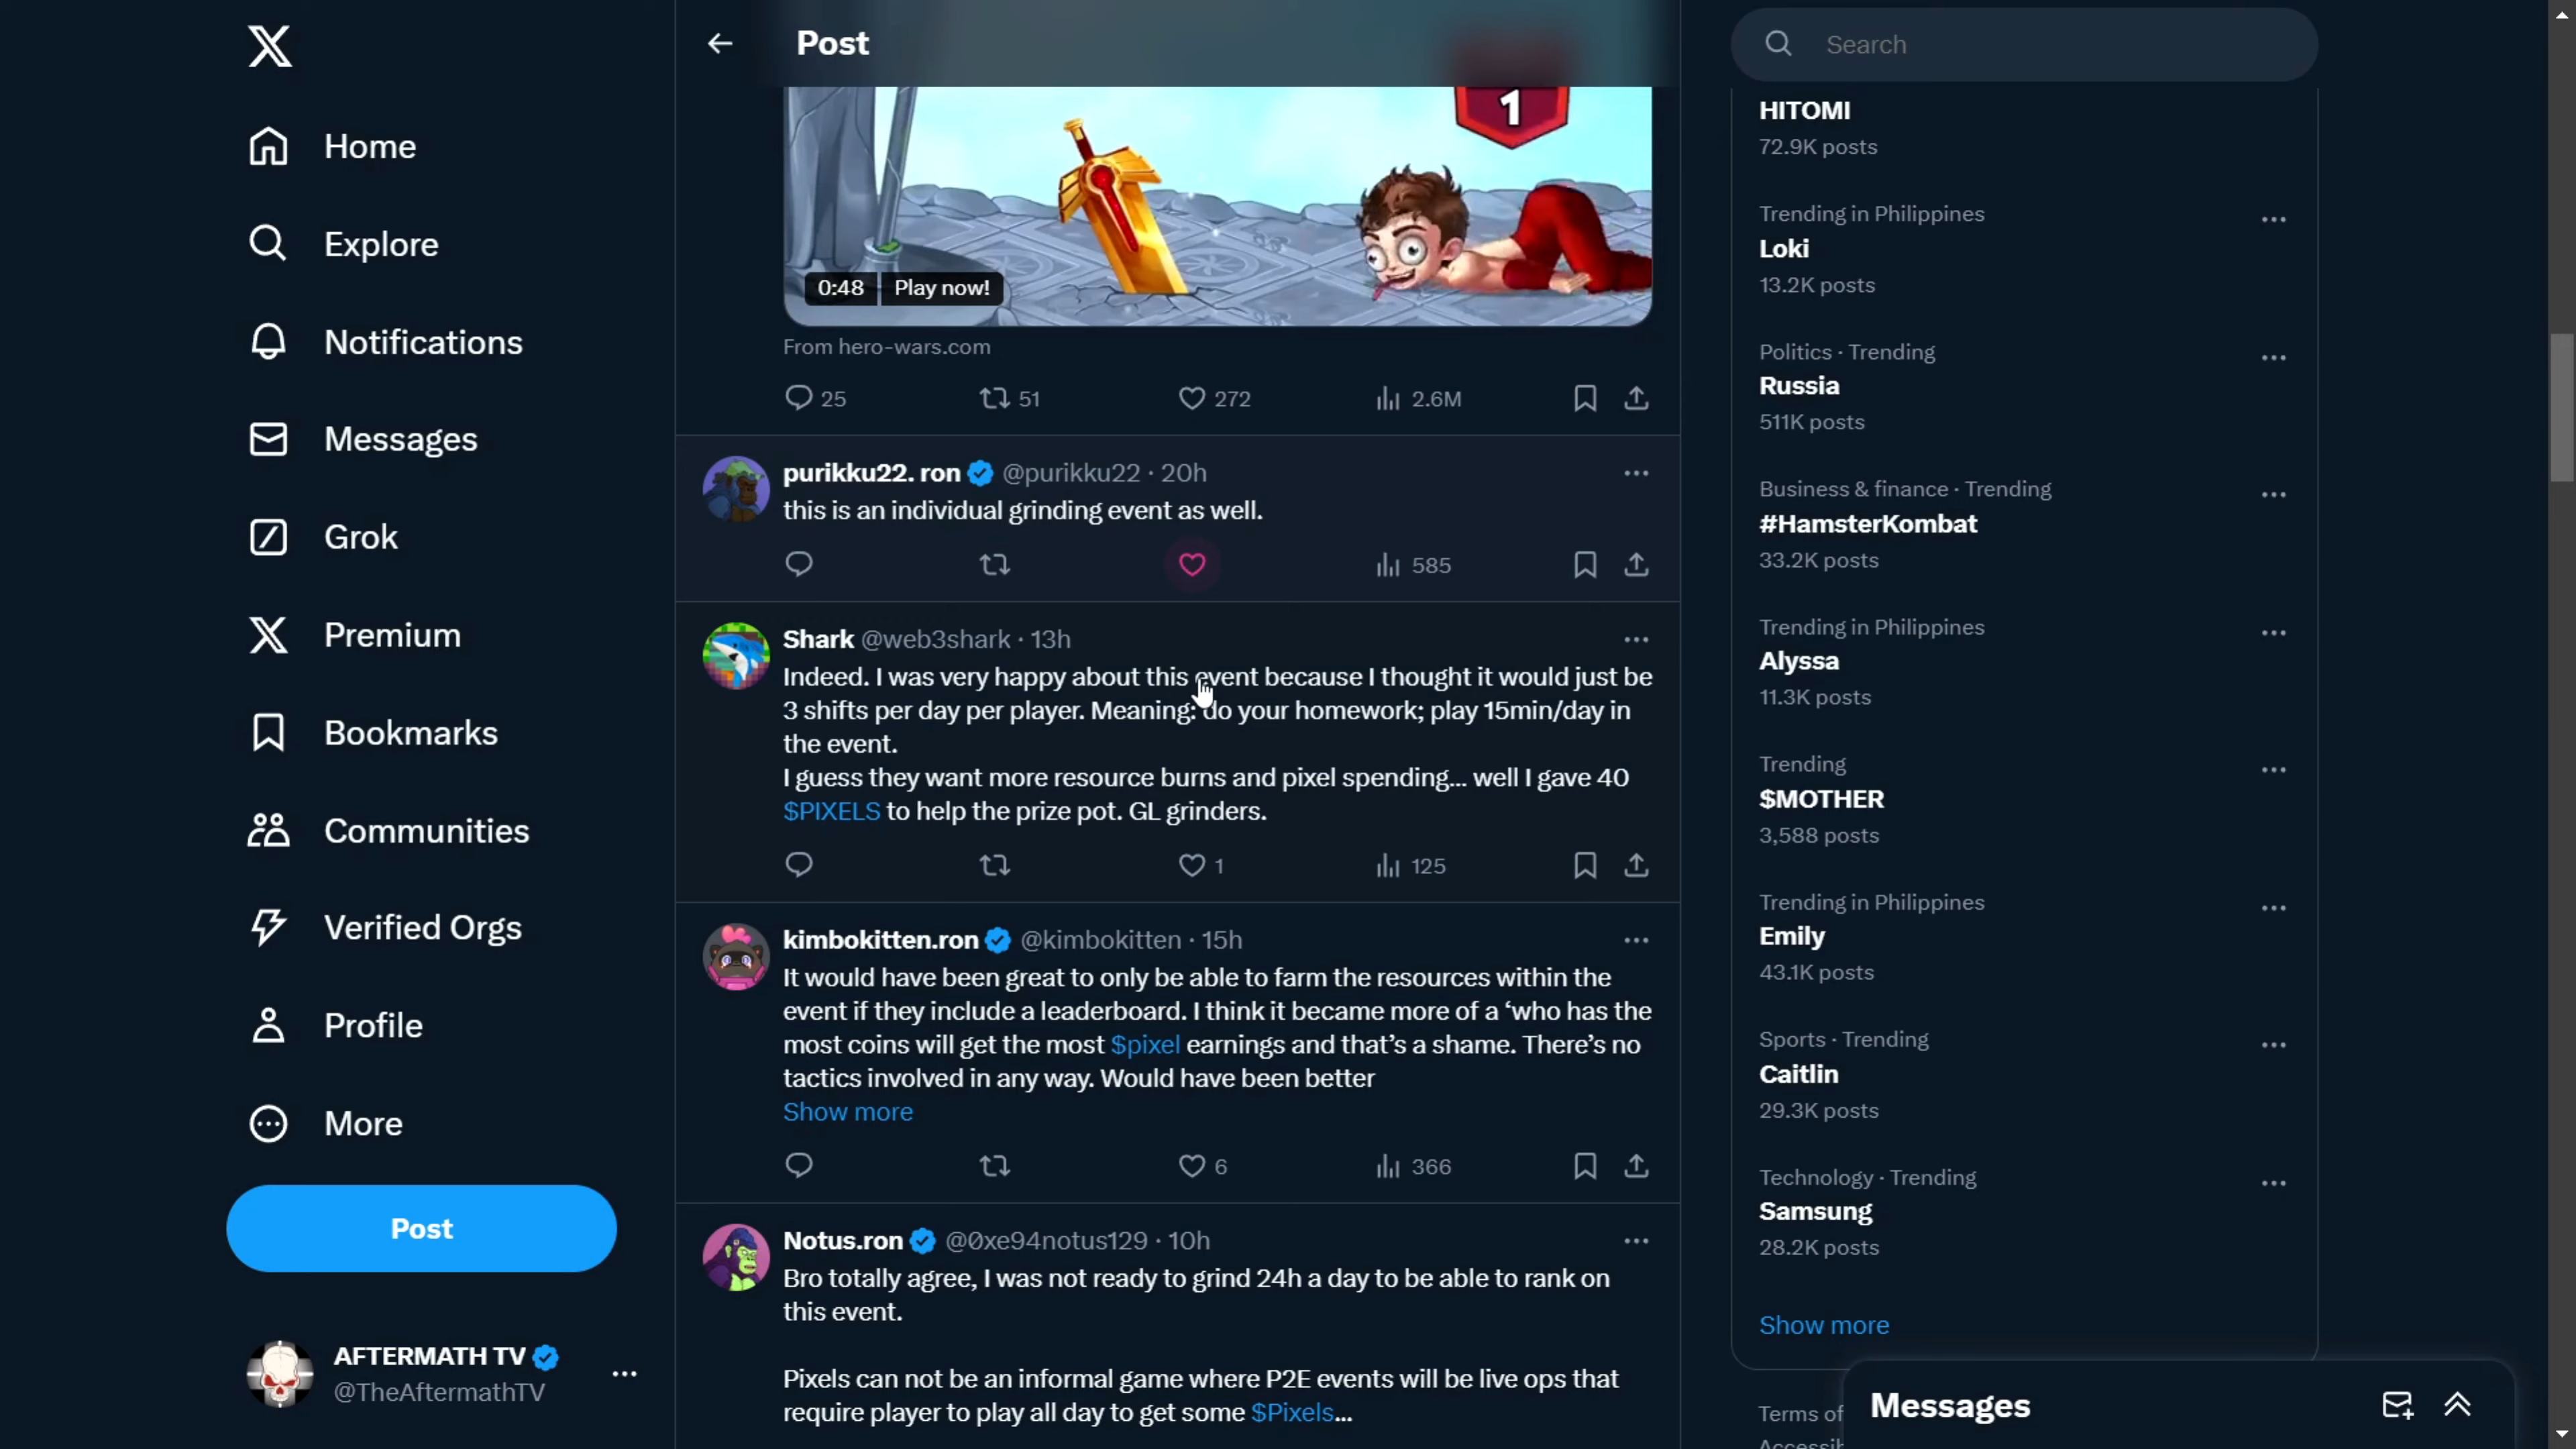 Home
Explore
Notifications
Messages
Grok
Premium
Bookmarks
Communities
Verified Orgs
Profile
More
Post
AFTERMATH TV
@TheAftermathTV
Post
1
0:48 Play now!
From hero-wars.com
25 51 272 2.6M
purikku22. ron @purikku22 · 20h
this is an individual grinding event as well.
585
Shark @web3shark · 13h
Indeed. I was very happy about this event because I thought it would just be
3 shifts per day per player. Meaning: do your homework; play 15min/day in
the event.
I guess they want more resource burns and pixel spending... well I gave 40
$PIXELS to help the prize pot. GL grinders.
1 125
kimbokitten.ron @kimbokitten · 15h
It would have been great to only be able to farm the resources within the
event if they include a leaderboard. I think it became more of a ‘who has the
most coins will get the most $pixel earnings and that’s a shame. There’s no
tactics involved in any way. Would have been better
Show more
6 366
Notus.ron @0xe94notus129 · 10h
Bro totally agree, I was not ready to grind 24h a day to be able to rank on
this event.
Pixels can not be an informal game where P2E events will be live ops that
require player to play all day to get some $Pixels...
Search
HITOMI
72.9K posts
Trending in Philippines
Loki
13.2K posts
Politics · Trending
Russia
511K posts
Business & finance · Trending
#HamsterKombat
33.2K posts
Trending in Philippines
Alyssa
11.3K posts
Trending
$MOTHER
3,588 posts
Trending in Philippines
Emily
43.1K posts
Sports · Trending
Caitlin
29.3K posts
Technology · Trending
Samsung
28.2K posts
Show more
Terms of
Messages